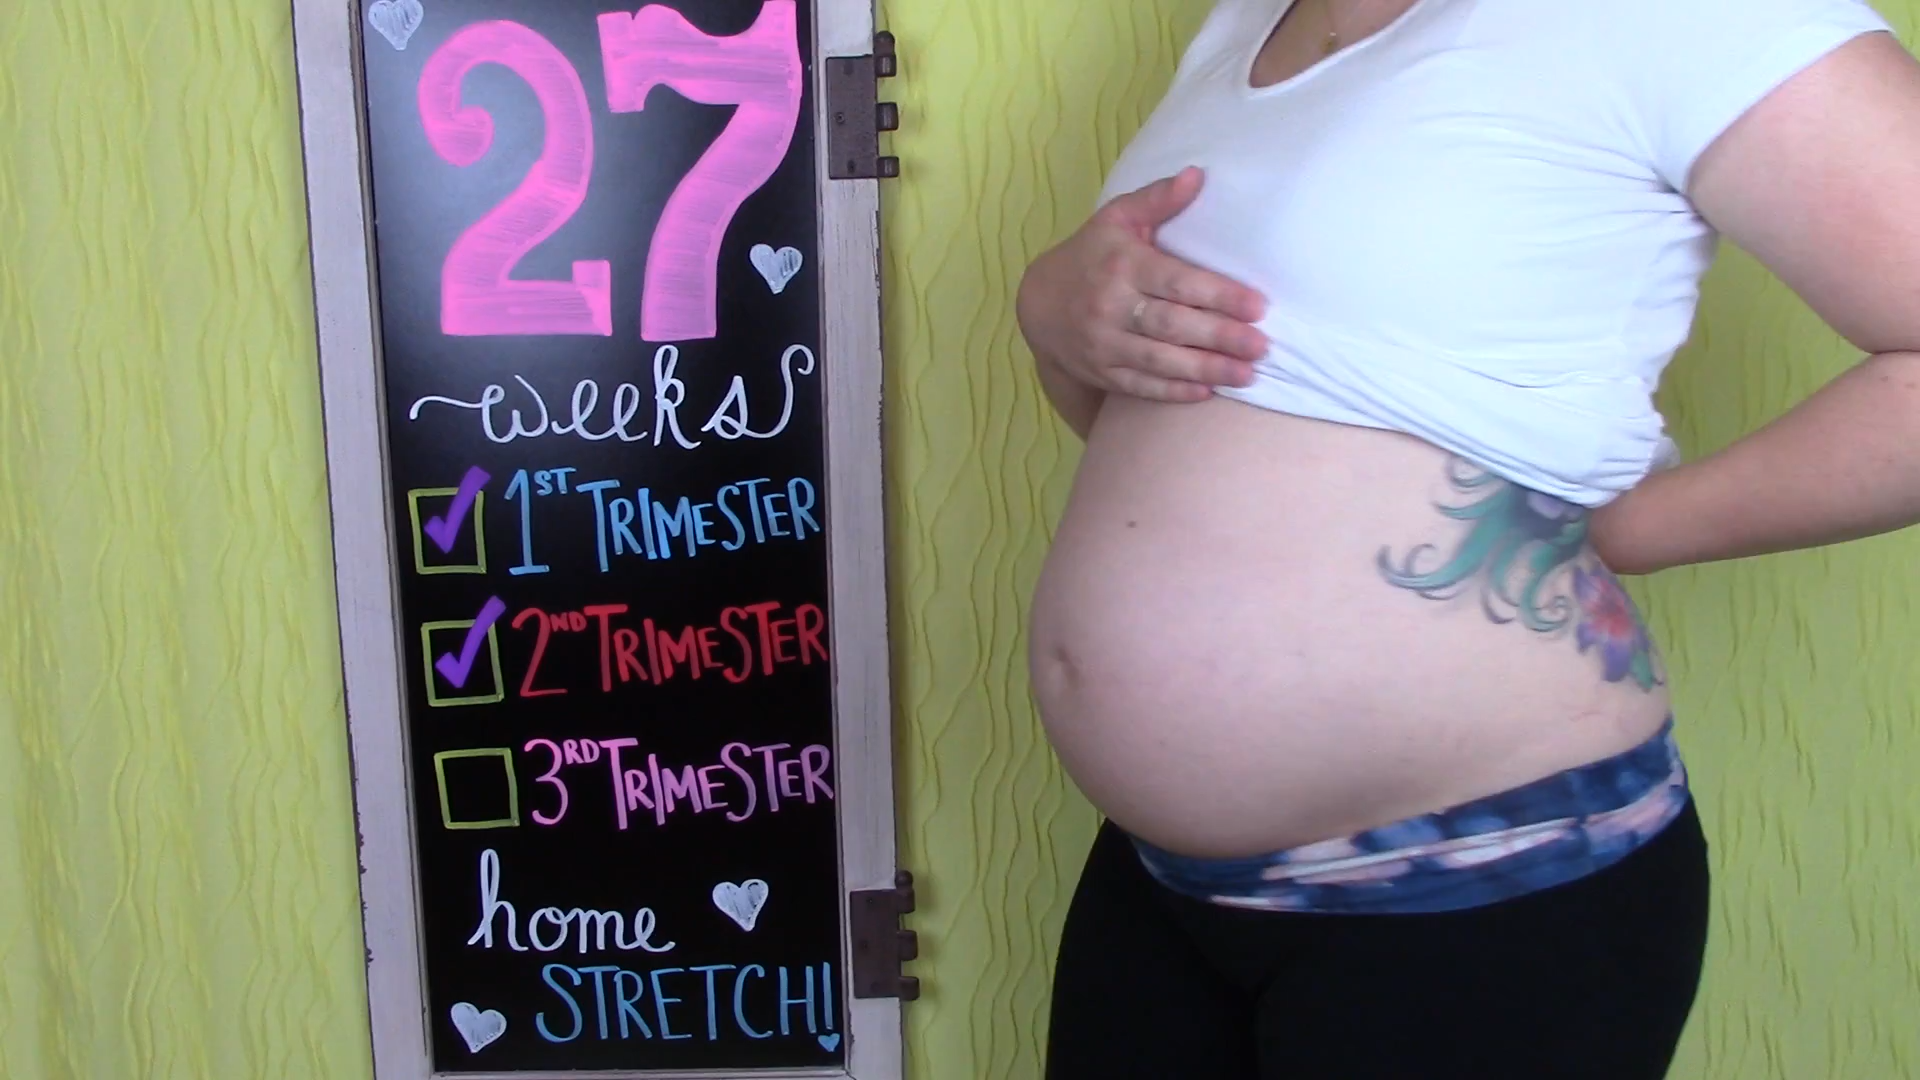 27
weeks
1ST TRIMESTER
2ND TRIMESTER
3RD TRIMESTER
home
STRETCH!